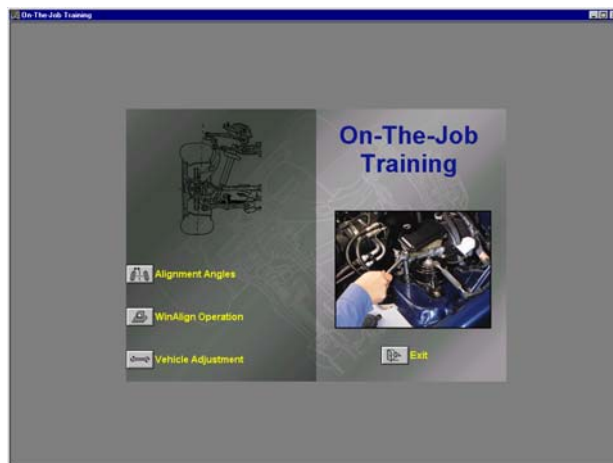 On-The-Job Training
On-The-Job
Training
Alignment Angles
WinAlign Operation
Vehicle Adjustment
Exit